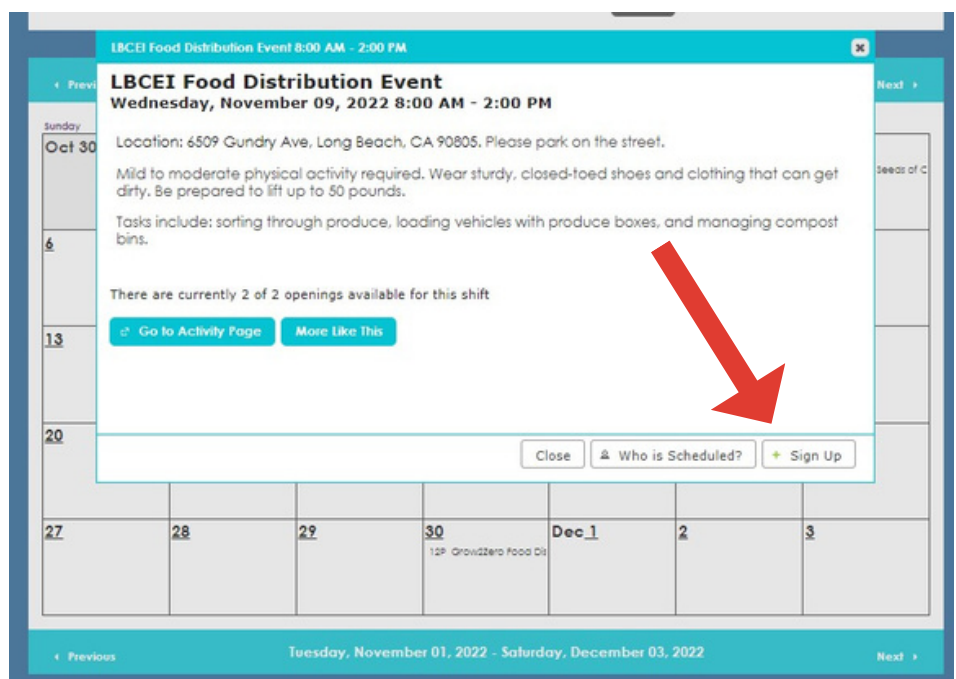 LBCEI Food Distribution Event 8:00 AM - 2:00 PM
LBCEI Food Distribution Event
Wednesday, November 09, 2022 8:00 AM - 2:00 PM
Location: 6509 Gundry Ave, Long Beach, CA 90805. Please park on the street.
Mild to moderate physical activity required. Wear sturdy, closed-toed shoes and clothing that can get
dirty. Be prepared to lift up to 50 pounds.
Tasks include: sorting through produce, loading vehicles with produce boxes, and managing compost
bins.
There are currently 2 of 2 openings available for this shift
Go to Activity Page
More Like This
Close
Who is Scheduled?
+ Sign Up
Previ
Next
Sunday
Oct 30
Seeds of C
6
13
20
27
28
29
30
Dec 1
2
3
12P Grow2Zero Food Dis
Previous
Tuesday, November 01, 2022 - Saturday, December 03, 2022
Next